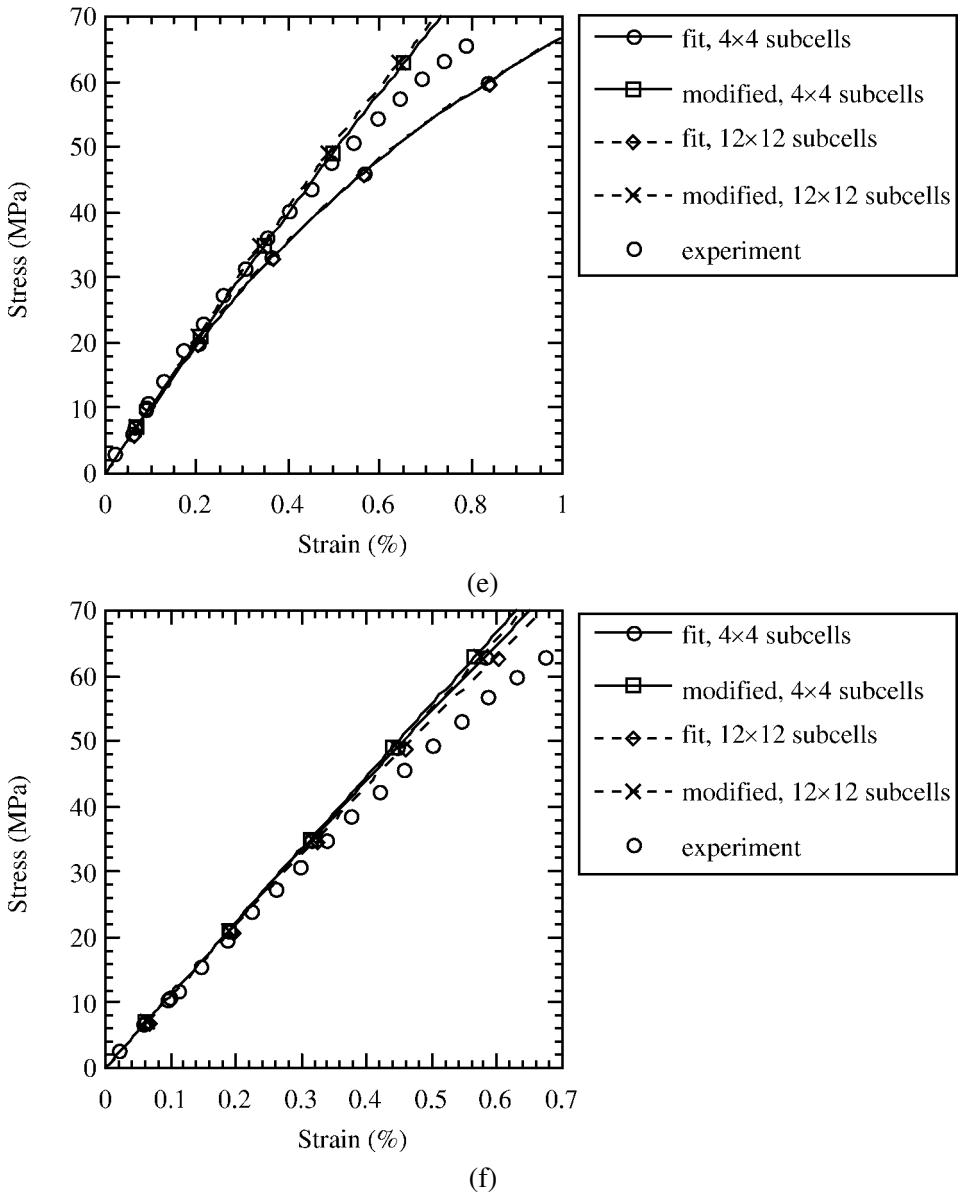 70
60
50
40
30
20
10
0
Stress (MPa)
0 0.2 0.4 0.6 0.8 1
Strain (%)
fit, 4×4 subcells
modified, 4×4 subcells
fit, 12×12 subcells
modified, 12×12 subcells
experiment
(e)
70
60
50
40
30
20
10
0
Stress (MPa)
0 0.1 0.2 0.3 0.4 0.5 0.6 0.7
Strain (%)
fit, 4×4 subcells
modified, 4×4 subcells
fit, 12×12 subcells
modified, 12×12 subcells
experiment
(f)